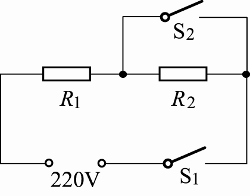 S₂
R₁ R₂
220V S₁